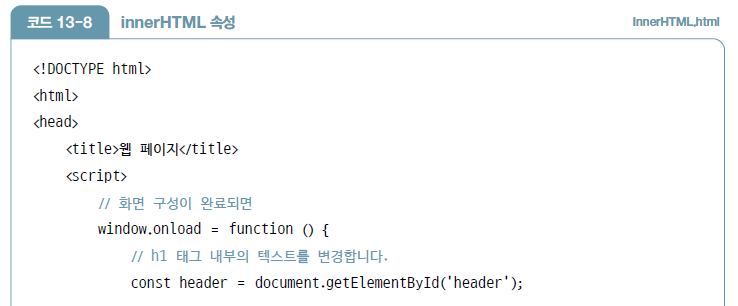 코드 13-8 innerHTML 속성 InnerHTML.html
<!DOCTYPE html>
<html>
<head>
<title>웹 페이지</title>
<script>
// 화면 구성이 완료되면
window.onload = function () {
// h1 태그 내부의 텍스트를 변경합니다.
const header = document.getElementById('header');